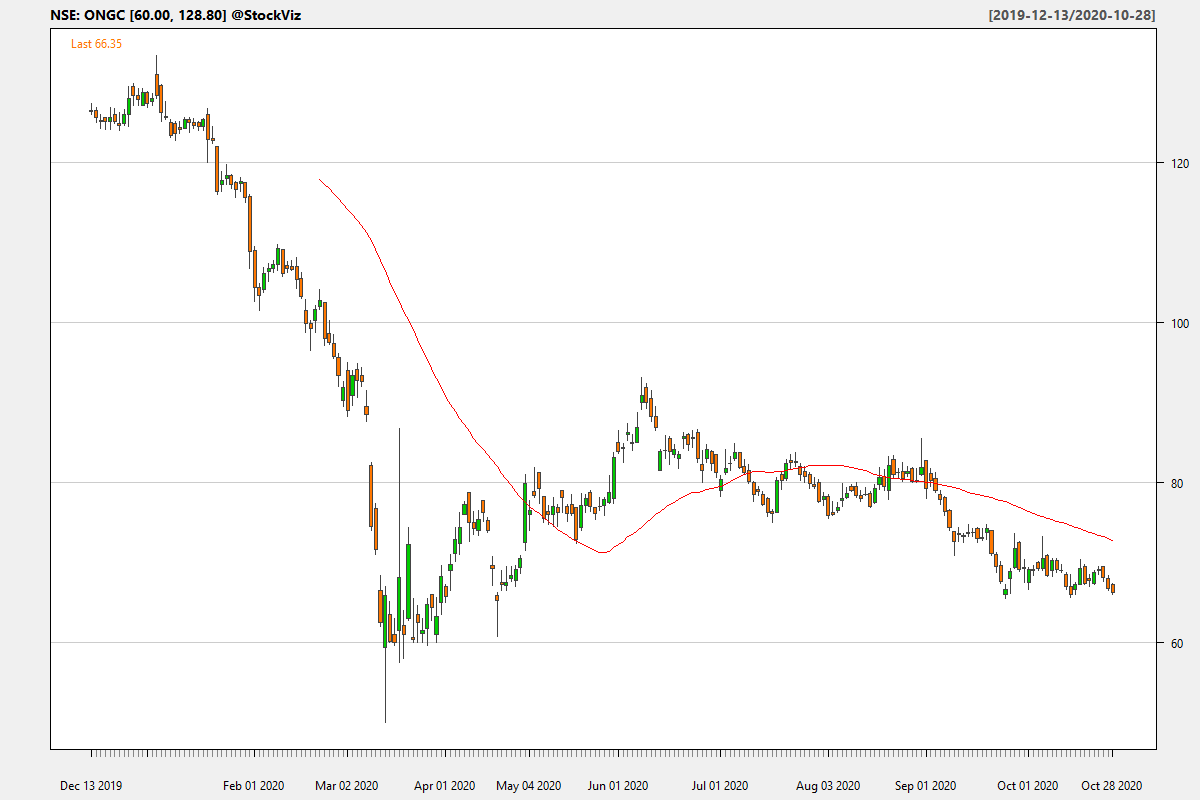 NSE: ONGC [60.00, 128.80] @StockViz
[2019-12-13/2020-10-28]
Last 66.35
120
100
80
60
Dec 13 2019
Feb 01 2020
Mar 02 2020
Apr 01 2020
May 04 2020
Jun 01 2020
Jul 01 2020
Aug 03 2020
Sep 01 2020
Oct 01 2020
Oct 28 2020